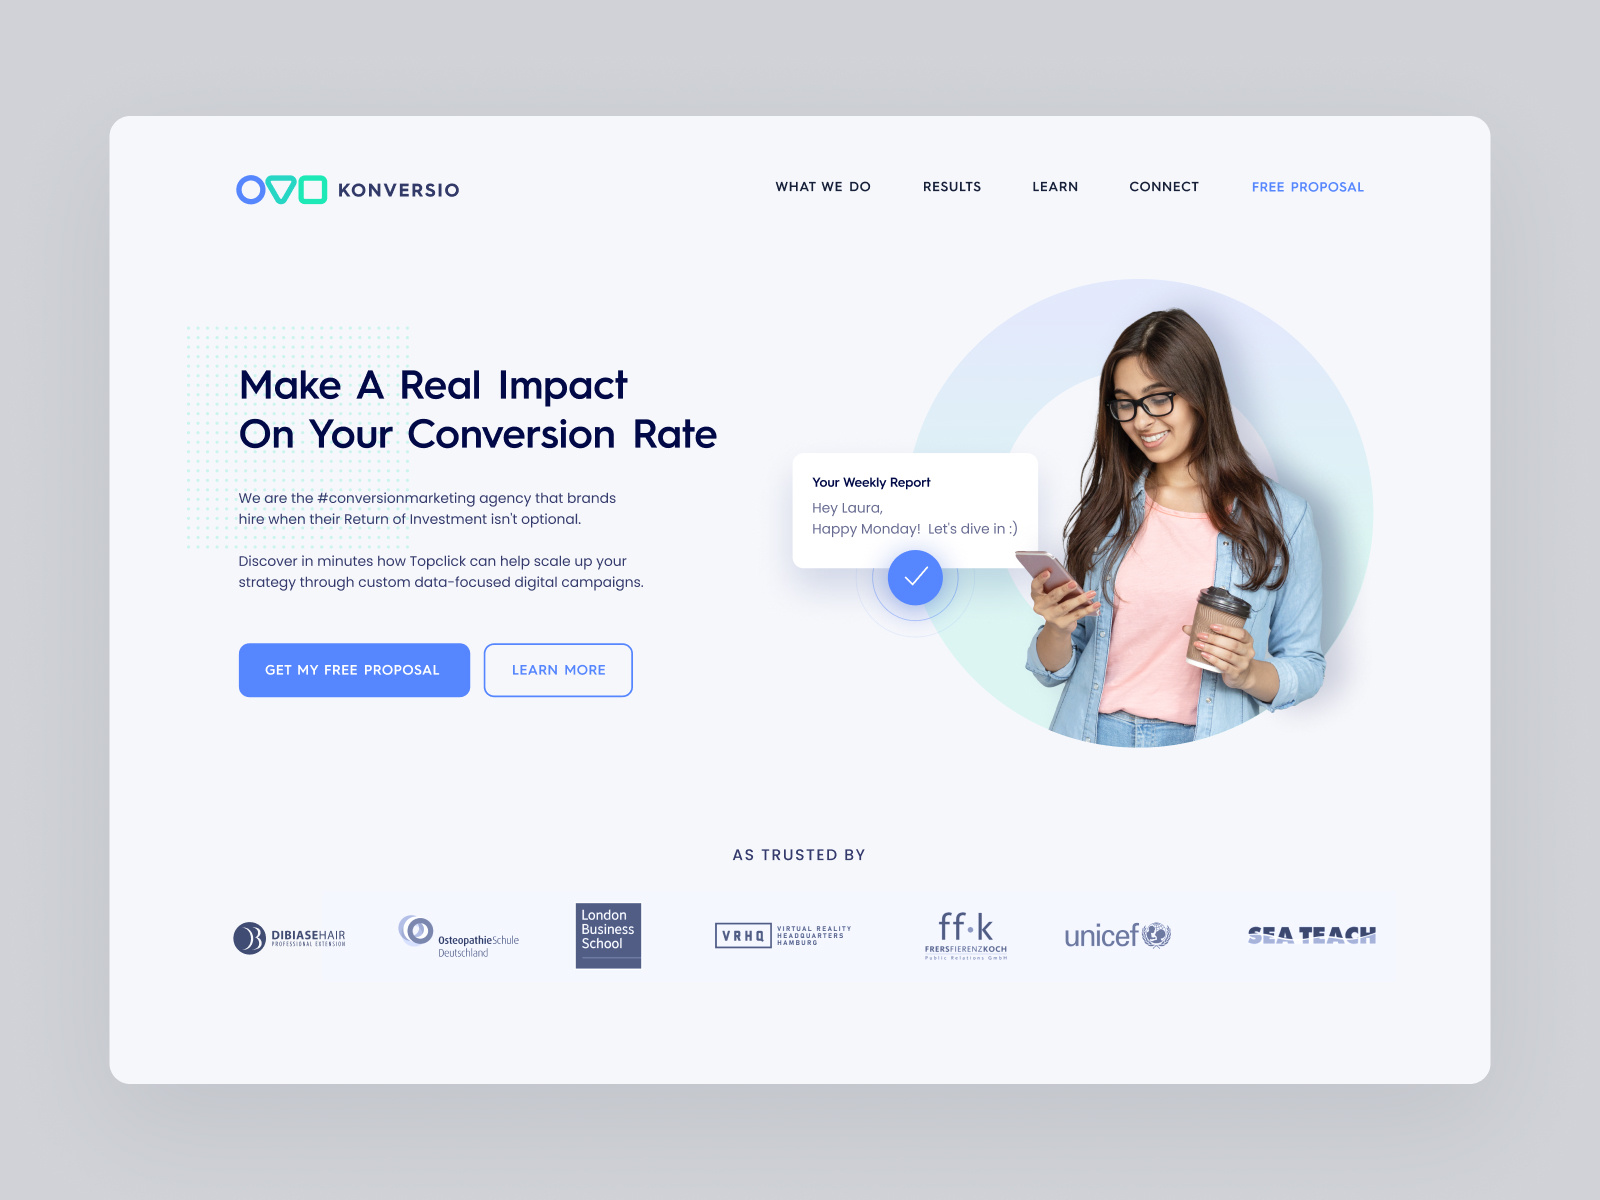 KONVERSIO
WHAT WE DO
RESULTS
LEARN
CONNECT
FREE PROPOSAL
Make A Real Impact
On Your Conversion Rate
We are the #conversionmarketing agency that brands
hire when their Return of Investment isn't optional.
Discover in minutes how Topclick can help scale up your
strategy through custom data-focused digital campaigns.
GET MY FREE PROPOSAL
LEARN MORE
Your Weekly Report
Hey Laura,
Happy Monday! Let's dive in :)
AS TRUSTED BY
DIBIASEHAIR
PROFESSIONAL EXTENSION
OsteopathieSchule
Deutschland
London
Business
School
VRHQ
VIRTUAL REALITY
HEADQUARTERS
HAMBURG
ff·k
FRERSFIERENZKOCH
Public Relations GmbH
unicef
SEA TEACH